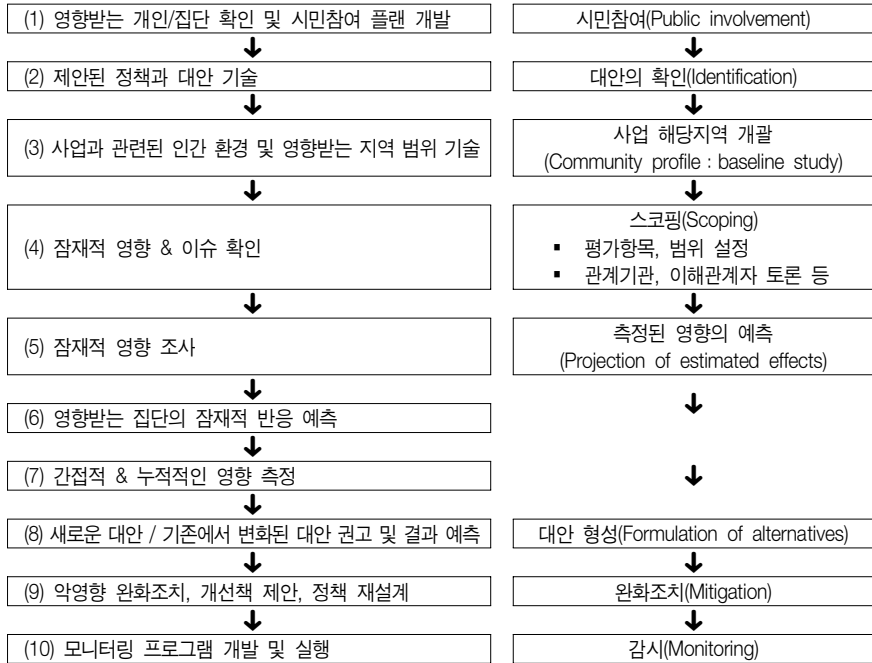 (1) 영향받는 개인/집단 확인 및 시민참여 플랜 개발
시민참여(Public involvement)
(2) 제안된 정책과 대안 기술
대안의 확인(Identification)
(3) 사업과 관련된 인간 환경 및 영향받는 지역 범위 기술
사업 해당지역 개괄
(Community profile : baseline study)
(4) 잠재적 영향 & 이슈 확인
스코핑(Scoping)
▪ 평가항목, 범위 설정
▪ 관계기관, 이해관계자 토론 등
(5) 잠재적 영향 조사
측정된 영향의 예측
(Projection of estimated effects)
(6) 영향받는 집단의 잠재적 반응 예측
(7) 간접적 & 누적적인 영향 측정
(8) 새로운 대안 / 기존에서 변화된 대안 권고 및 결과 예측
대안 형성(Formulation of alternatives)
(9) 악영향 완화조치, 개선책 제안, 정책 재설계
완화조치(Mitigation)
(10) 모니터링 프로그램 개발 및 실행
감시(Monitoring)